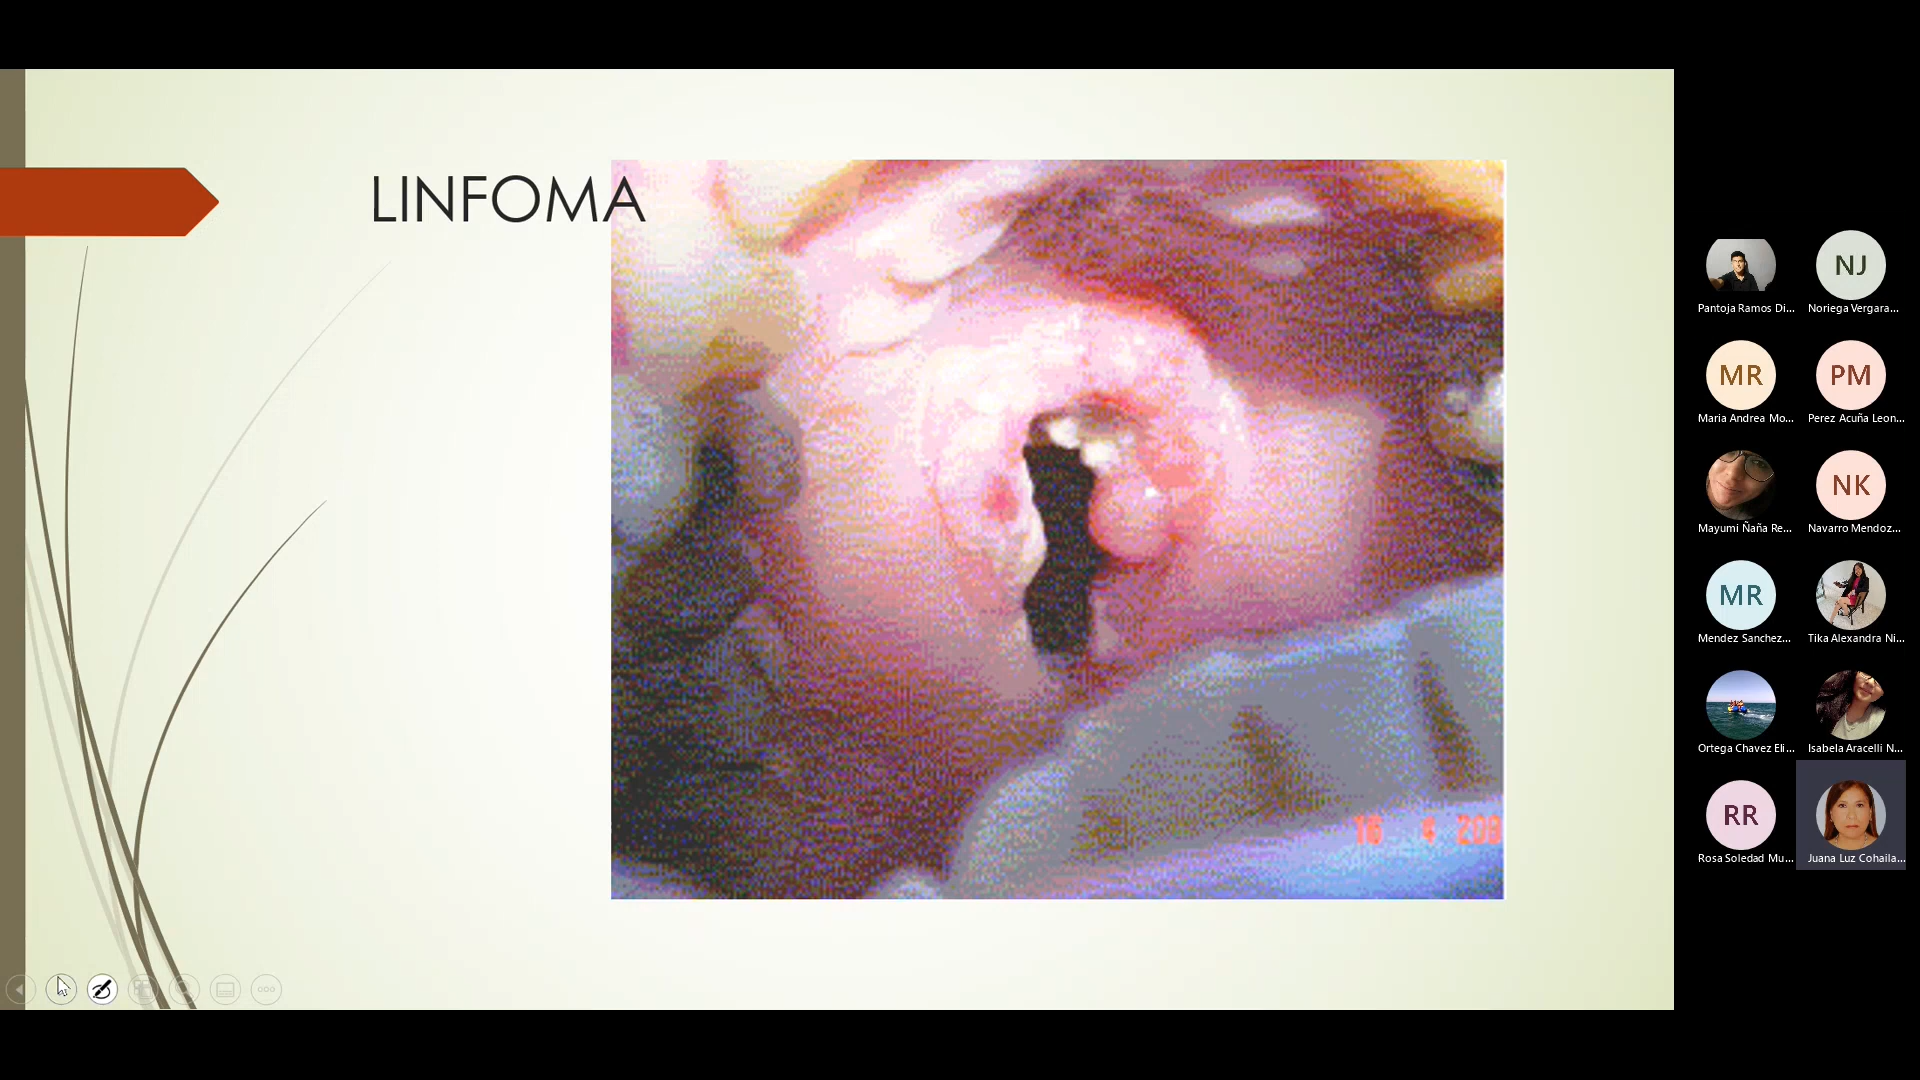 LINFOMA
NJ
Pantoja Ramos Di...
Noriega Vergara...
MR
PM
Maria Andrea Mo...
Perez Acuña Leon...
NK
Mayumi Ñaña Re...
Navarro Mendoz...
MR
Mendez Sanchez...
Tika Alexandra Ni...
Ortega Chavez Eli...
Isabela Aracelli N...
RR
Rosa Soledad Mu...
Juana Luz Cohaila...